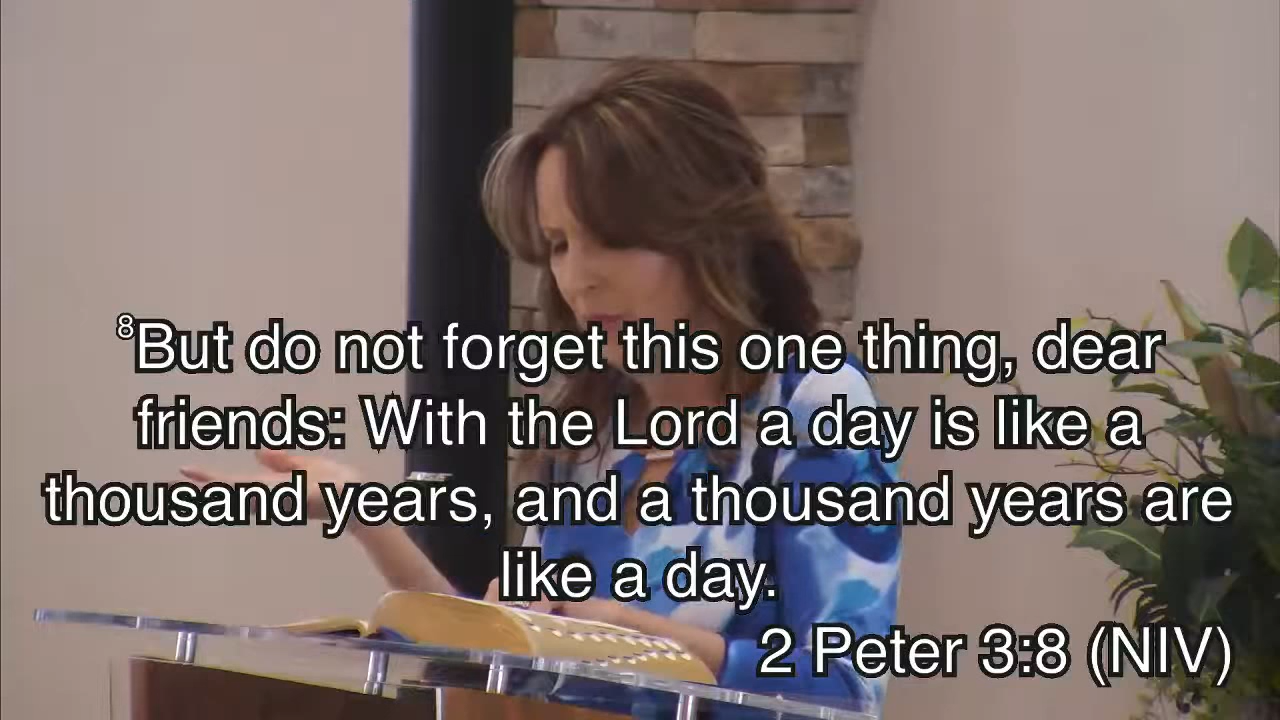 ⁸But do not forget this one thing, dear
friends: With the Lord a day is like a
thousand years, and a thousand years are
like a day.
2 Peter 3:8 (NIV)